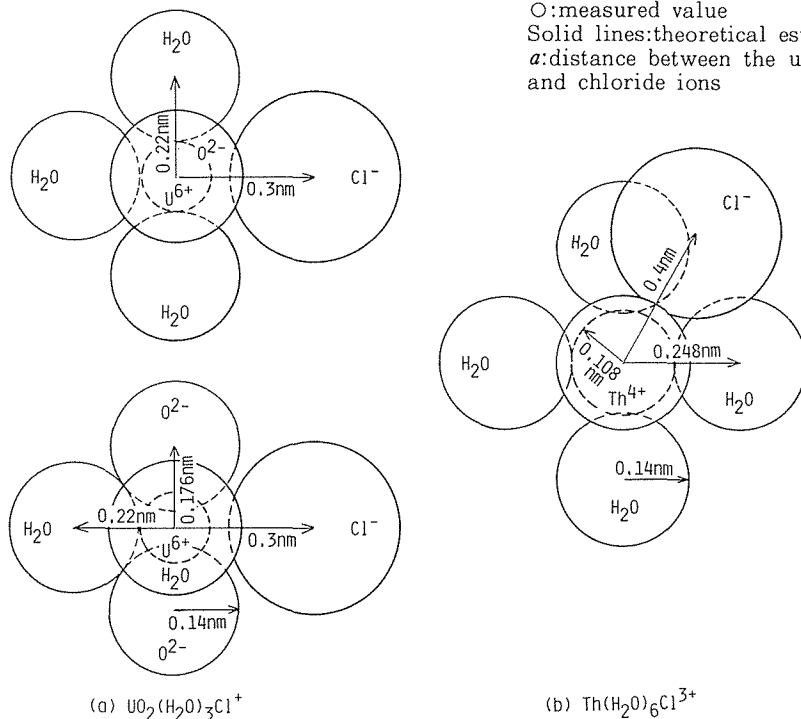 O:measured value
Solid lines:theoretical
a:distance between the
and chloride ions
H2O
H2O
0.22nm
O2-
U6+
0.3nm
Cl-
H2O
O2-
0.176nm
H2O
0.22nm
U6+
H2O
0.3nm
Cl-
0.14nm
O2-
(a) UO2(H2O)3Cl+
Cl-
H2O
0.4nm
H2O
0.108
nm
0.248nm
Th4+
H2O
0.14nm
H2O
(b) Th(H2O)6Cl3+